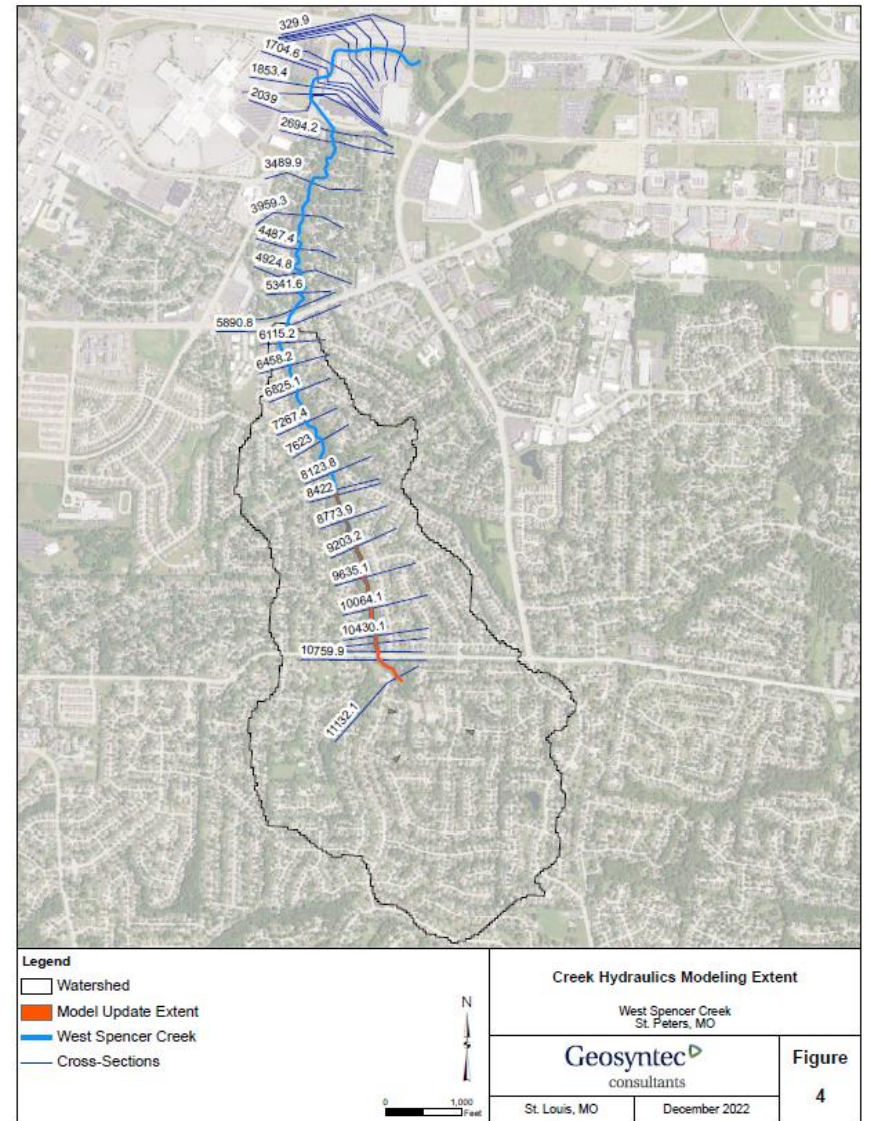 329.9
1704.6
1853.4
2039
2694.2
3489.9
3959.3
4487.4
4924.8
5341.6
5890.8
6115.2
6458.2
6825.1
7267.4
7623
8123.8
8422
8773.9
9203.2
9635.1
10064.1
10430.1
10759.9
11132.1
Legend
Watershed
Model Update Extent
West Spencer Creek
Cross-Sections
N
0 1,000
Feet
Creek Hydraulics Modeling Extent
West Spencer Creek
St. Peters, MO
Geosyntec
consultants
St. Louis, MO
December 2022
Figure
4